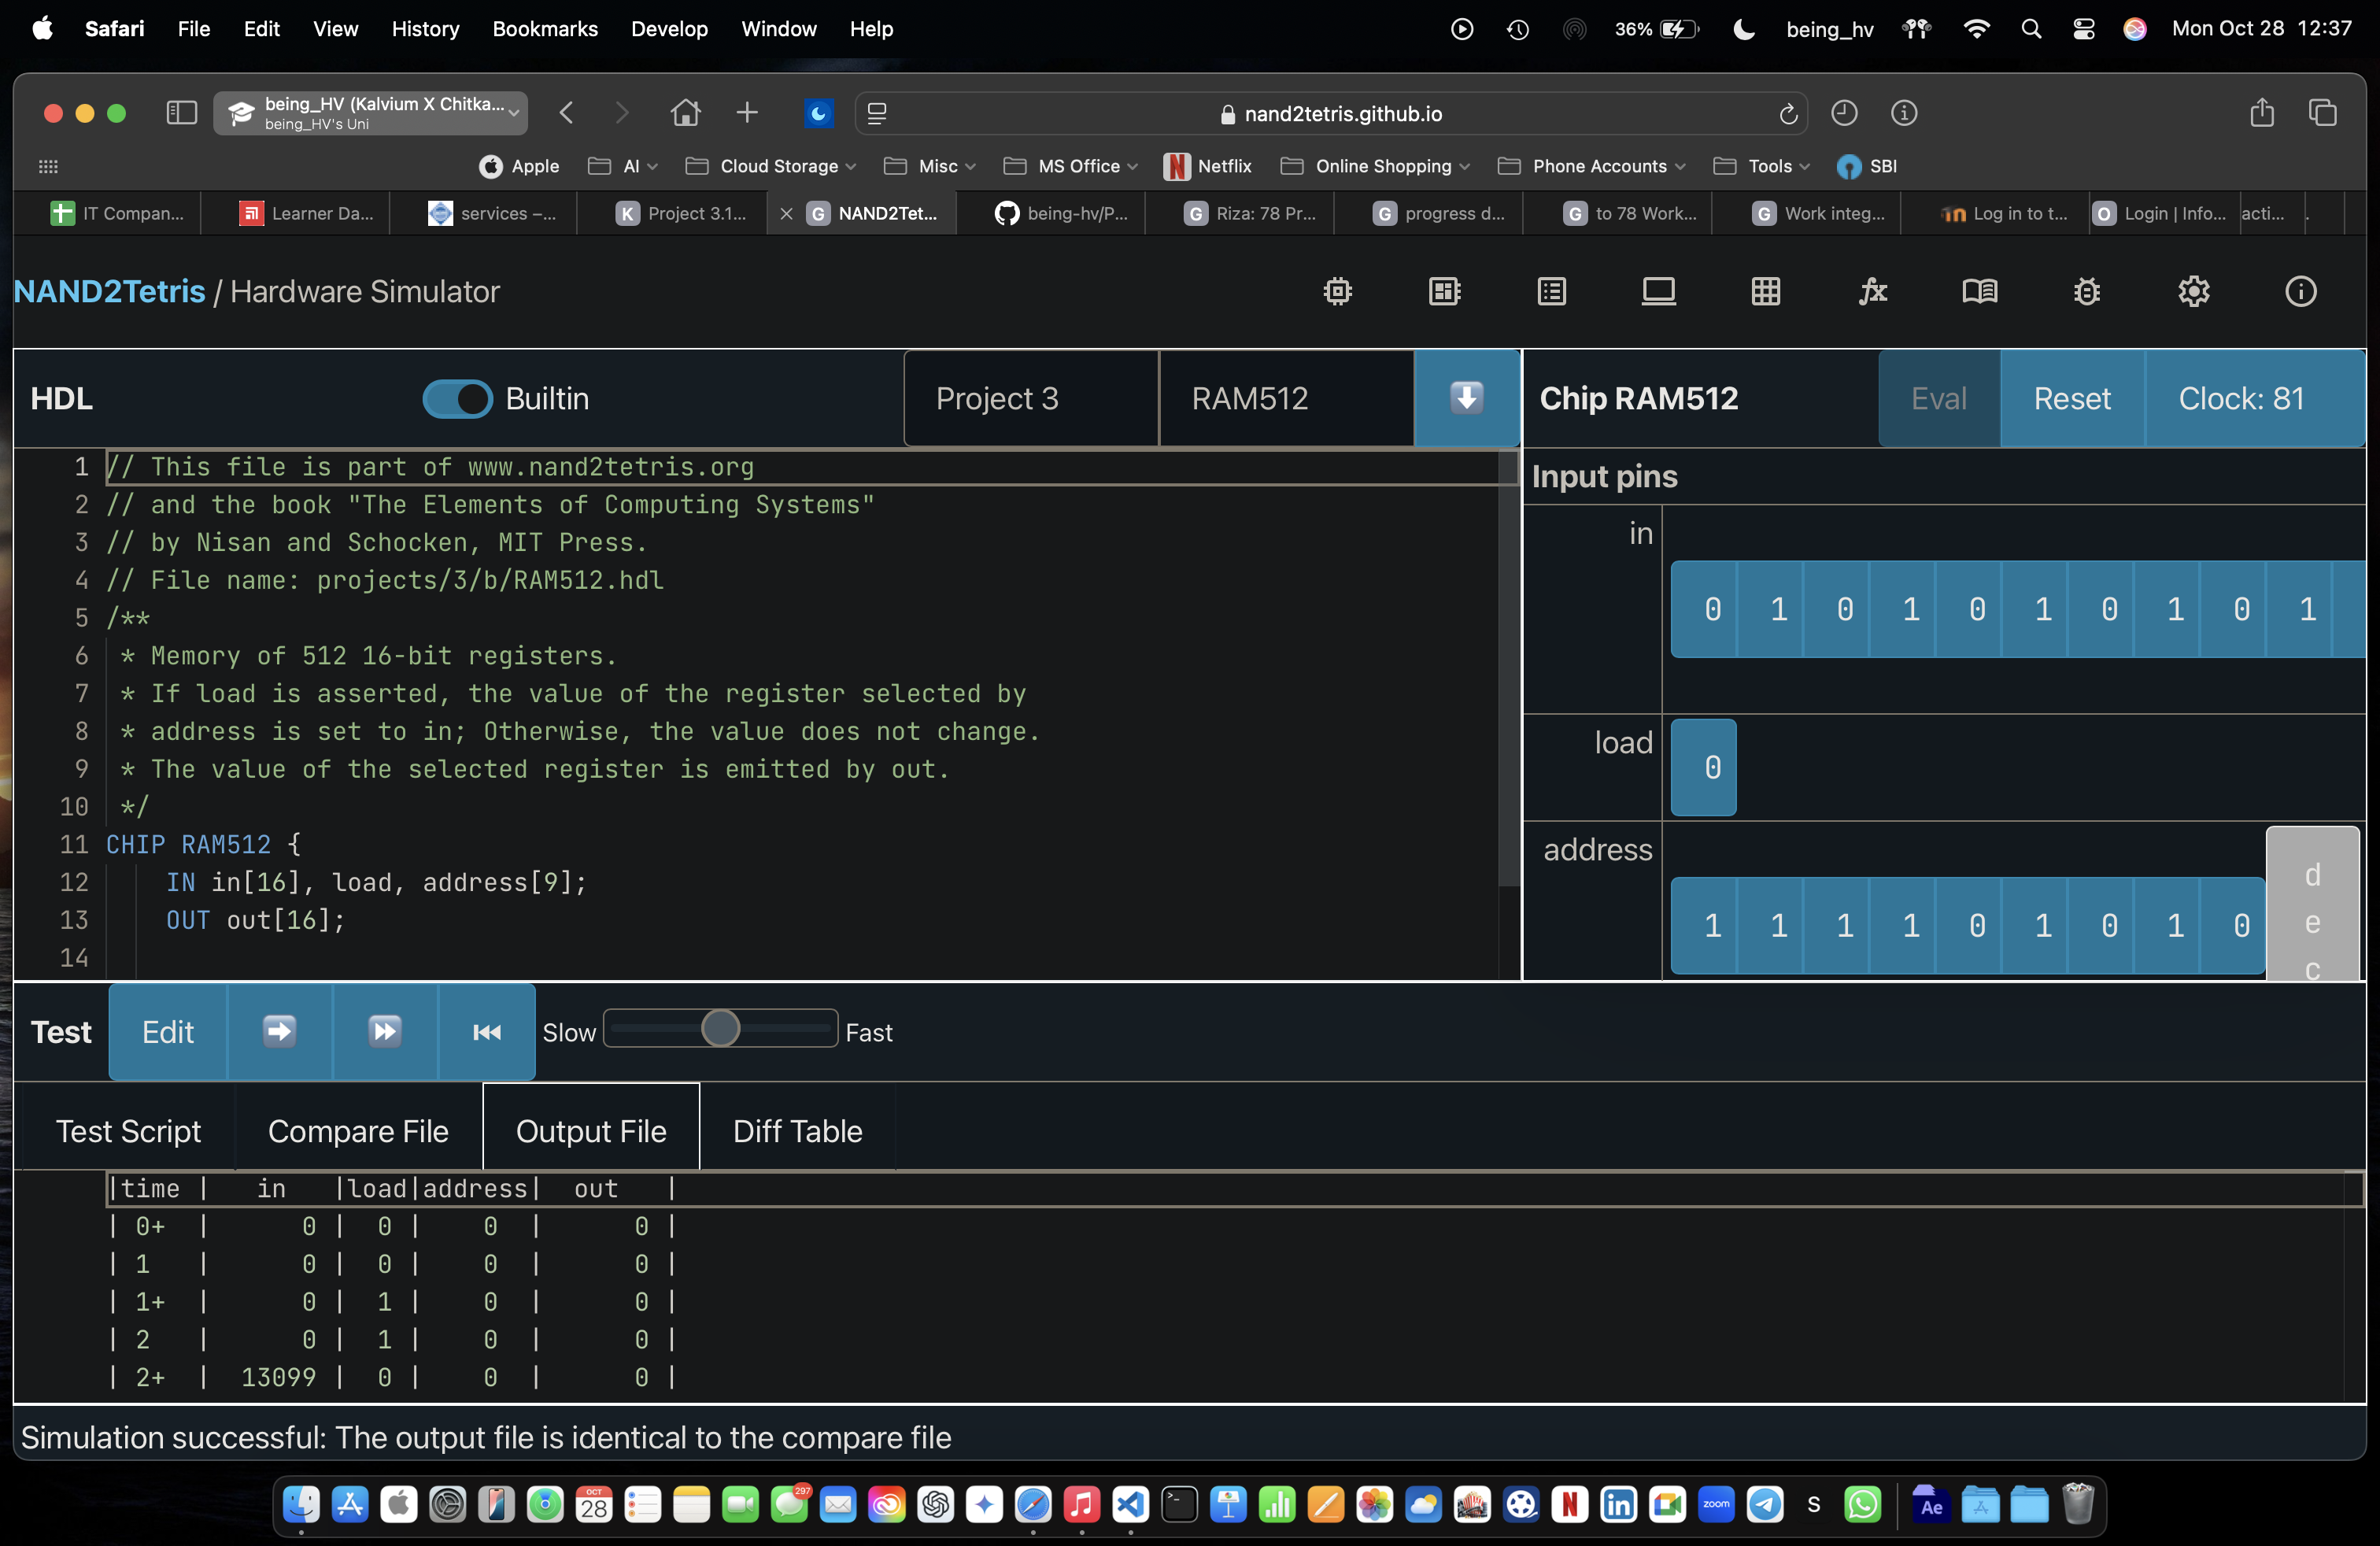 Safari File Edit View History Bookmarks Develop Window Help 36% being_hv Mon Oct 28 12:37
being_HV (Kalvium X Chitka...
being_HV's Uni
nand2tetris.github.io
Apple AI Cloud Storage Misc MS Office Netflix Online Shopping Phone Accounts Tools SBI
IT Compan... Learner Da... services –... Project 3.1... NAND2Tet... being-hv/P... Riza: 78 Pr... progress d... to 78 Work... Work integ... Log in to t... Login | Info... acti... .
NAND2Tetris / Hardware Simulator
HDL Builtin Project 3 RAM512
Chip RAM512 Eval Reset Clock: 81
1 // This file is part of www.nand2tetris.org
2 // and the book "The Elements of Computing Systems"
3 // by Nisan and Schocken, MIT Press.
4 // File name: projects/3/b/RAM512.hdl
5 /**
6 * Memory of 512 16-bit registers.
7 * If load is asserted, the value of the register selected by
8 * address is set to in; Otherwise, the value does not change.
9 * The value of the selected register is emitted by out.
10 */
11 CHIP RAM512 {
12 IN in[16], load, address[9];
13 OUT out[16];
14
Input pins
in
0 1 0 1 0 1 0 1 0 1
load
0
address
1 1 1 1 0 1 0 1 0
dec
Test Edit Slow Fast
Test Script Compare File Output File Diff Table
|time | in |load|address| out |
| 0+ | 0 | 0 | 0 | 0 |
| 1 | 0 | 0 | 0 | 0 |
| 1+ | 0 | 1 | 0 | 0 |
| 2 | 0 | 1 | 0 | 0 |
| 2+ | 13099 | 0 | 0 | 0 |
Simulation successful: The output file is identical to the compare file
OCT
28
297
N
in
zoom
S
Ae